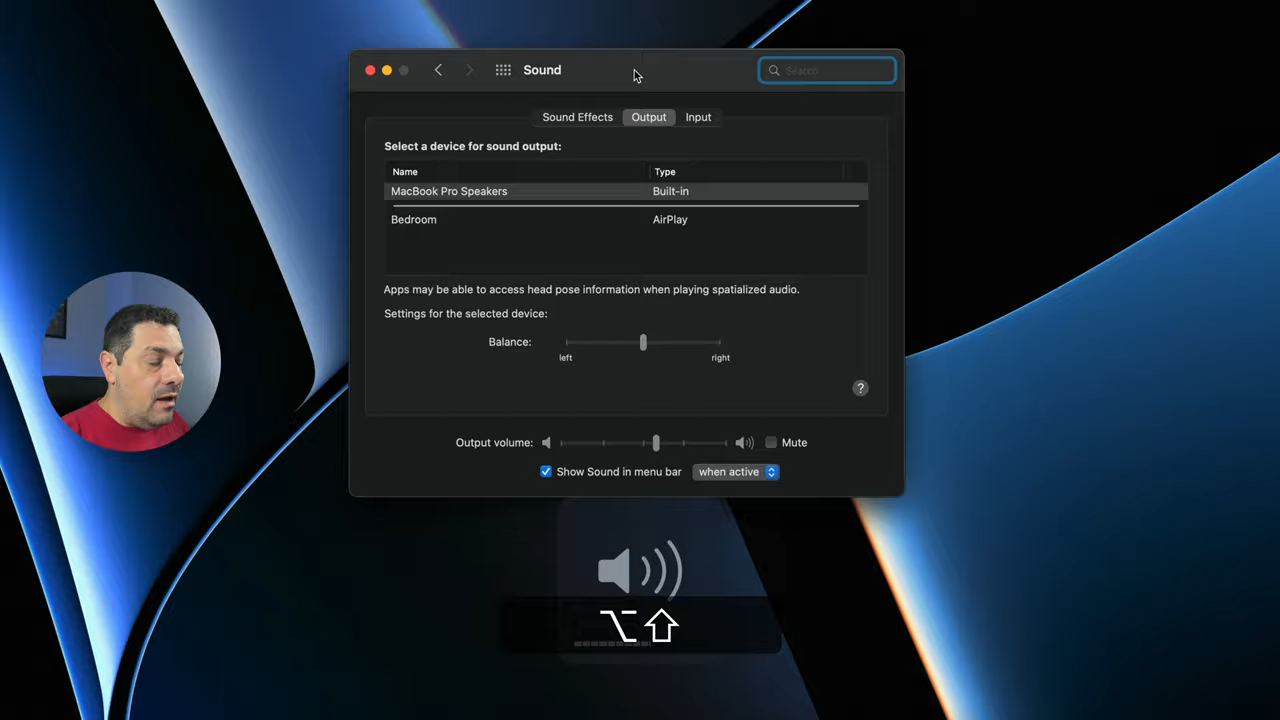 Sound
Search
Sound Effects Output Input
Select a device for sound output:
Name Type
MacBook Pro Speakers Built-in
Bedroom AirPlay
Apps may be able to access head pose information when playing spatialized audio.
Settings for the selected device:
Balance:
left right
?
Output volume: Mute
Show Sound in menu bar when active
⌥⇧